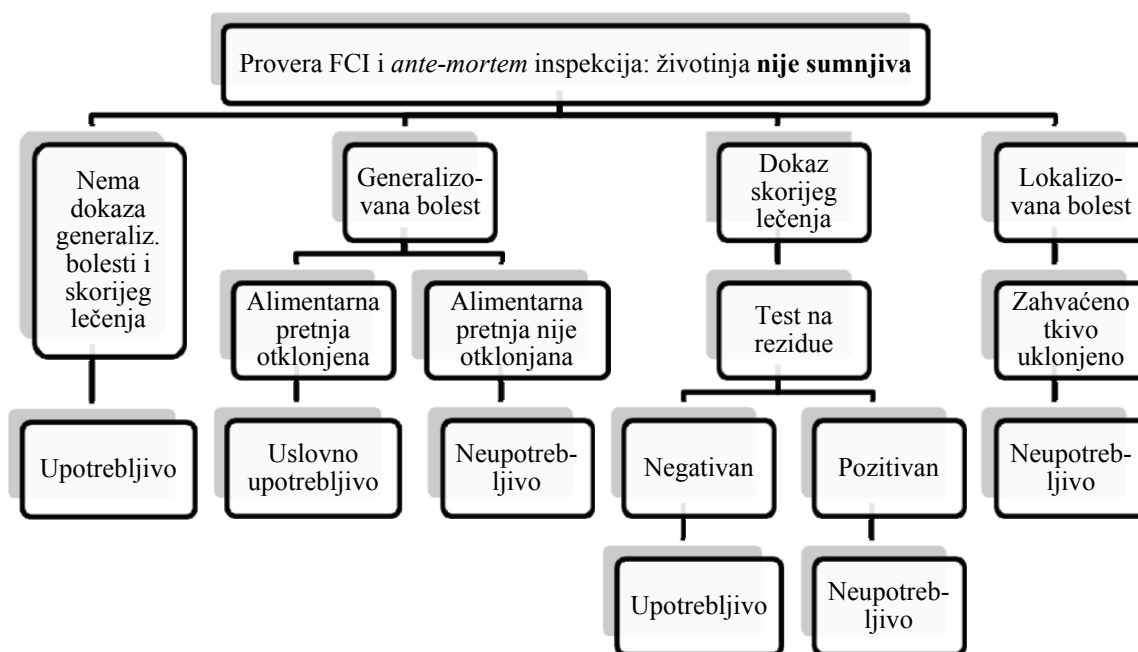 Provera FCI i ante-mortem inspekcija: životinja nije sumnjiva
Nema
dokaza
generaliz.
bolesti i
skorijeg
lečenja
Generalizo-
vana bolest
Dokaz
skorijeg
lečenja
Lokalizo-
vana bolest
Alimentarna
pretnja
otklonjena
Alimentarna
pretnja nije
otklonjana
Test na
rezidue
Zahvaćeno
tkivo
uklonjeno
Upotrebljivo
Uslovno
upotrebljivo
Neupotreb-
ljivo
Negativan
Pozitivan
Neupotreb-
ljivo
Upotrebljivo
Neupotreb-
ljivo